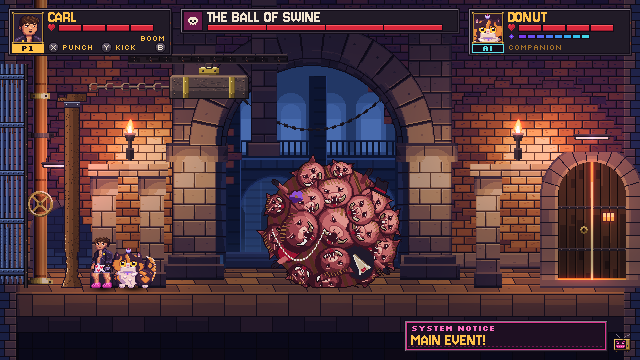 CARL
P1
X PUNCH Y KICK
BOOM
B
THE BALL OF SWINE
DONUT
AI
COMPANION
SYSTEM NOTICE
MAIN EVENT!